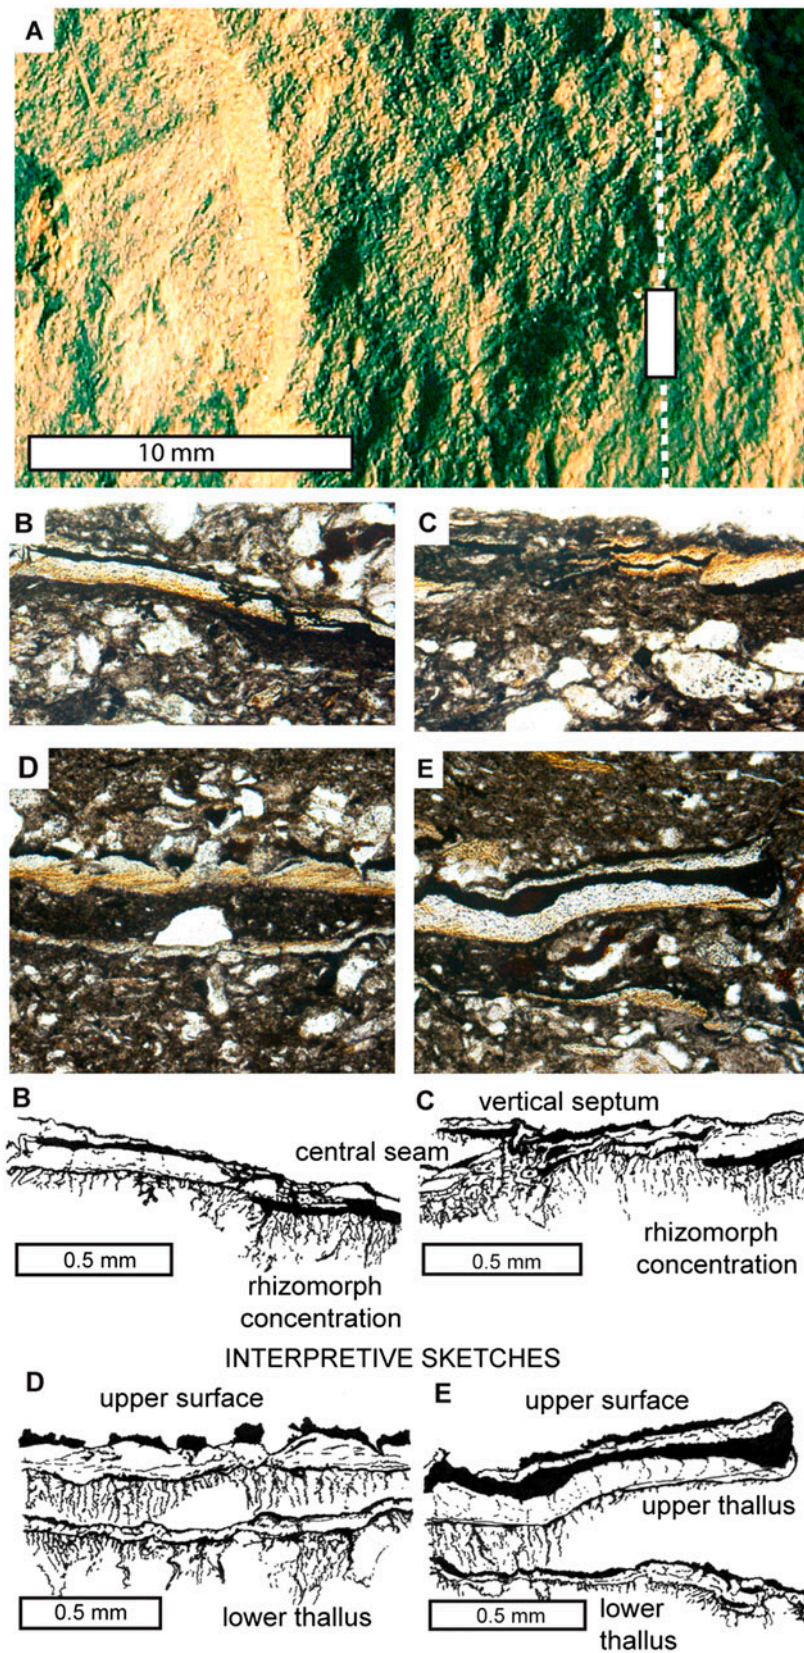 A
10 mm
B
C
D
E
B
C
vertical septum
central seam
0.5 mm
0.5 mm
rhizomorph
concentration
rhizomorph
concentration
INTERPRETIVE SKETCHES
D
E
upper surface
upper surface
upper thallus
0.5 mm
lower thallus
0.5 mm
lower
thallus